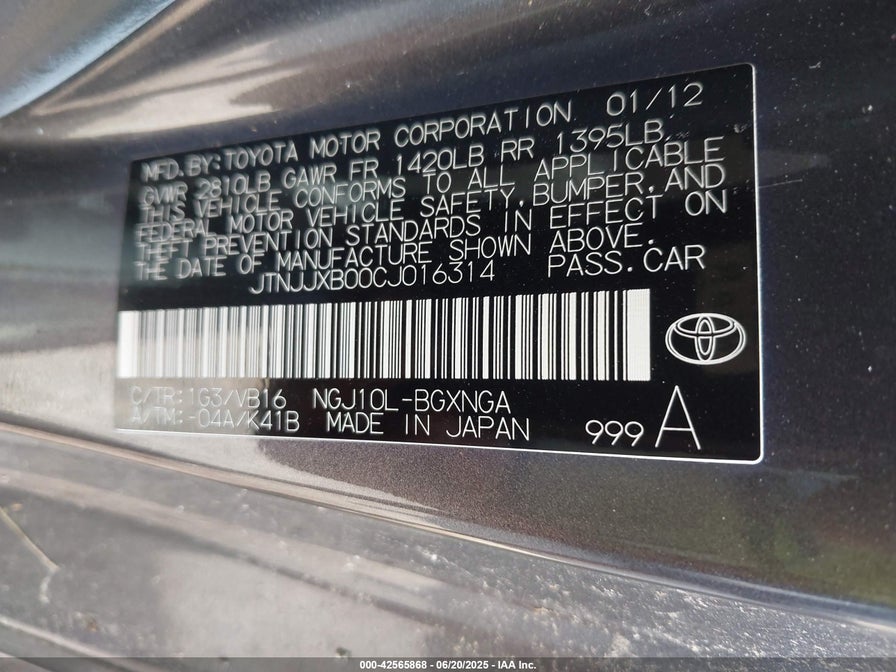 MFD. BY: TOYOTA MOTOR CORPORATION 01/12
GVWR 2810LB GAWR FR 1420LB RR 1395LB
THIS VEHICLE CONFORMS TO ALL APPLICABLE
FEDERAL MOTOR VEHICLE SAFETY, BUMPER, AND
THEFT PREVENTION STANDARDS IN EFFECT ON
THE DATE OF MANUFACTURE SHOWN ABOVE.
JTNJJXB00CJ016314 PASS. CAR
C/TR: 1G3/VB16 NGJ10L-BGXNGA
A/TM: -04A/K41B MADE IN JAPAN 999 A
000-42565868 - 06/20/2025 - IAA Inc.